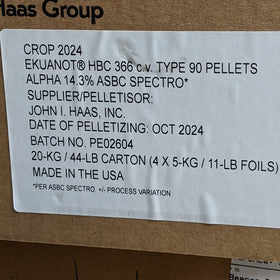 Haas Group
CROP 2024
EKUANOT® HBC 366 c.v. TYPE 90 PELLETS
ALPHA 14.3% ASBC SPECTRO*
SUPPLIER/PELLETISOR:
JOHN I. HAAS, INC.
DATE OF PELLETIZING: OCT 2024
BATCH NO. PE02604
20-KG / 44-LB CARTON (4 X 5-KG / 11-LB FOILS)
MADE IN THE USA
*PER ASBC SPECTRO, +/- PROCESS VARIATION